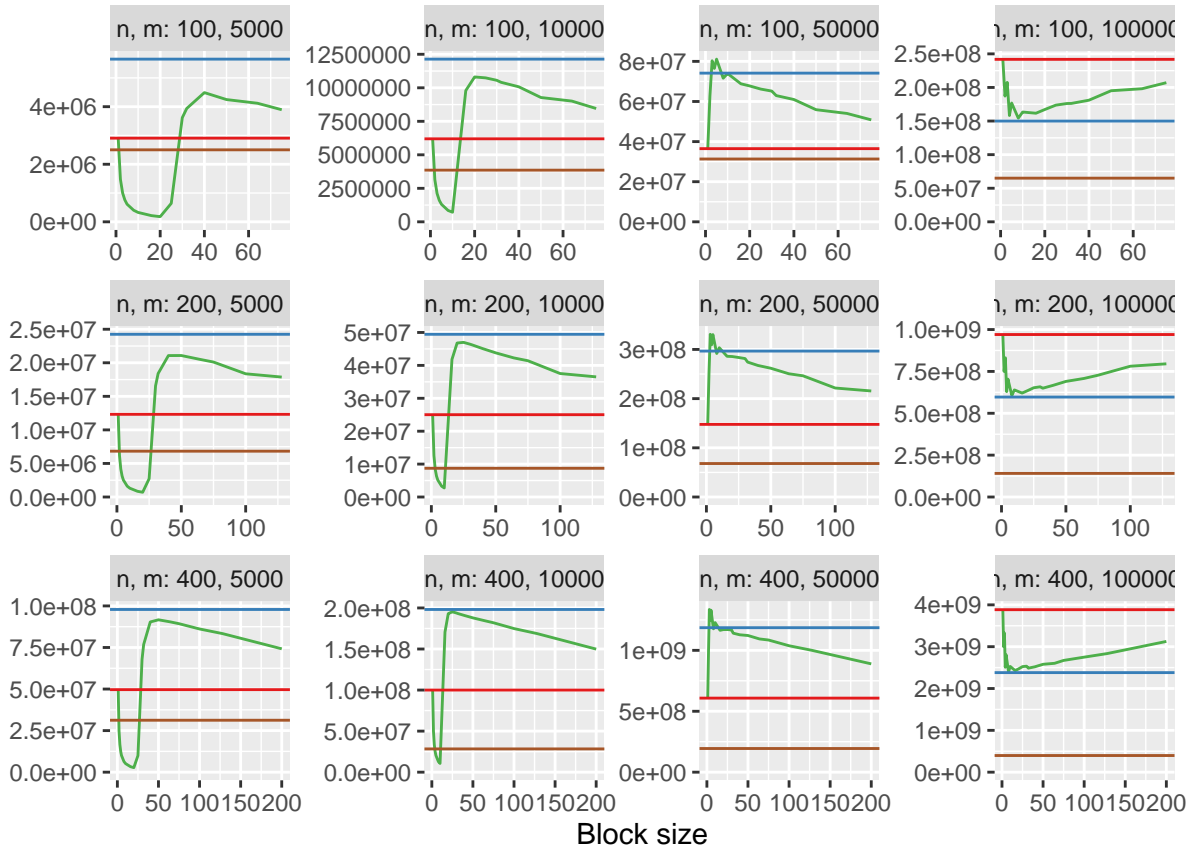 n, m: 100, 5000
n, m: 100, 10000
n, m: 100, 50000
n, m: 100, 100000
4e+06
2e+06
0e+00
0 20 40 60
12500000
10000000
7500000
5000000
2500000
0
0 20 40 60
8e+07
6e+07
4e+07
2e+07
0e+00
0 20 40 60
2.5e+08
2.0e+08
1.5e+08
1.0e+08
5.0e+07
0.0e+00
0 20 40 60
n, m: 200, 5000
n, m: 200, 10000
n, m: 200, 50000
n, m: 200, 100000
2.5e+07
2.0e+07
1.5e+07
1.0e+07
5.0e+06
0.0e+00
0 50 100
5e+07
4e+07
3e+07
2e+07
1e+07
0e+00
0 50 100
3e+08
2e+08
1e+08
0e+00
0 50 100
1.0e+09
7.5e+08
5.0e+08
2.5e+08
0.0e+00
0 50 100
n, m: 400, 5000
n, m: 400, 10000
n, m: 400, 50000
n, m: 400, 100000
1.0e+08
7.5e+07
5.0e+07
2.5e+07
0.0e+00
0 50 100 150 200
2.0e+08
1.5e+08
1.0e+08
5.0e+07
0.0e+00
0 50 100 150 200
1e+09
5e+08
0e+00
0 50 100 150 200
4e+09
3e+09
2e+09
1e+09
0e+00
0 50 100 150 200
Block size